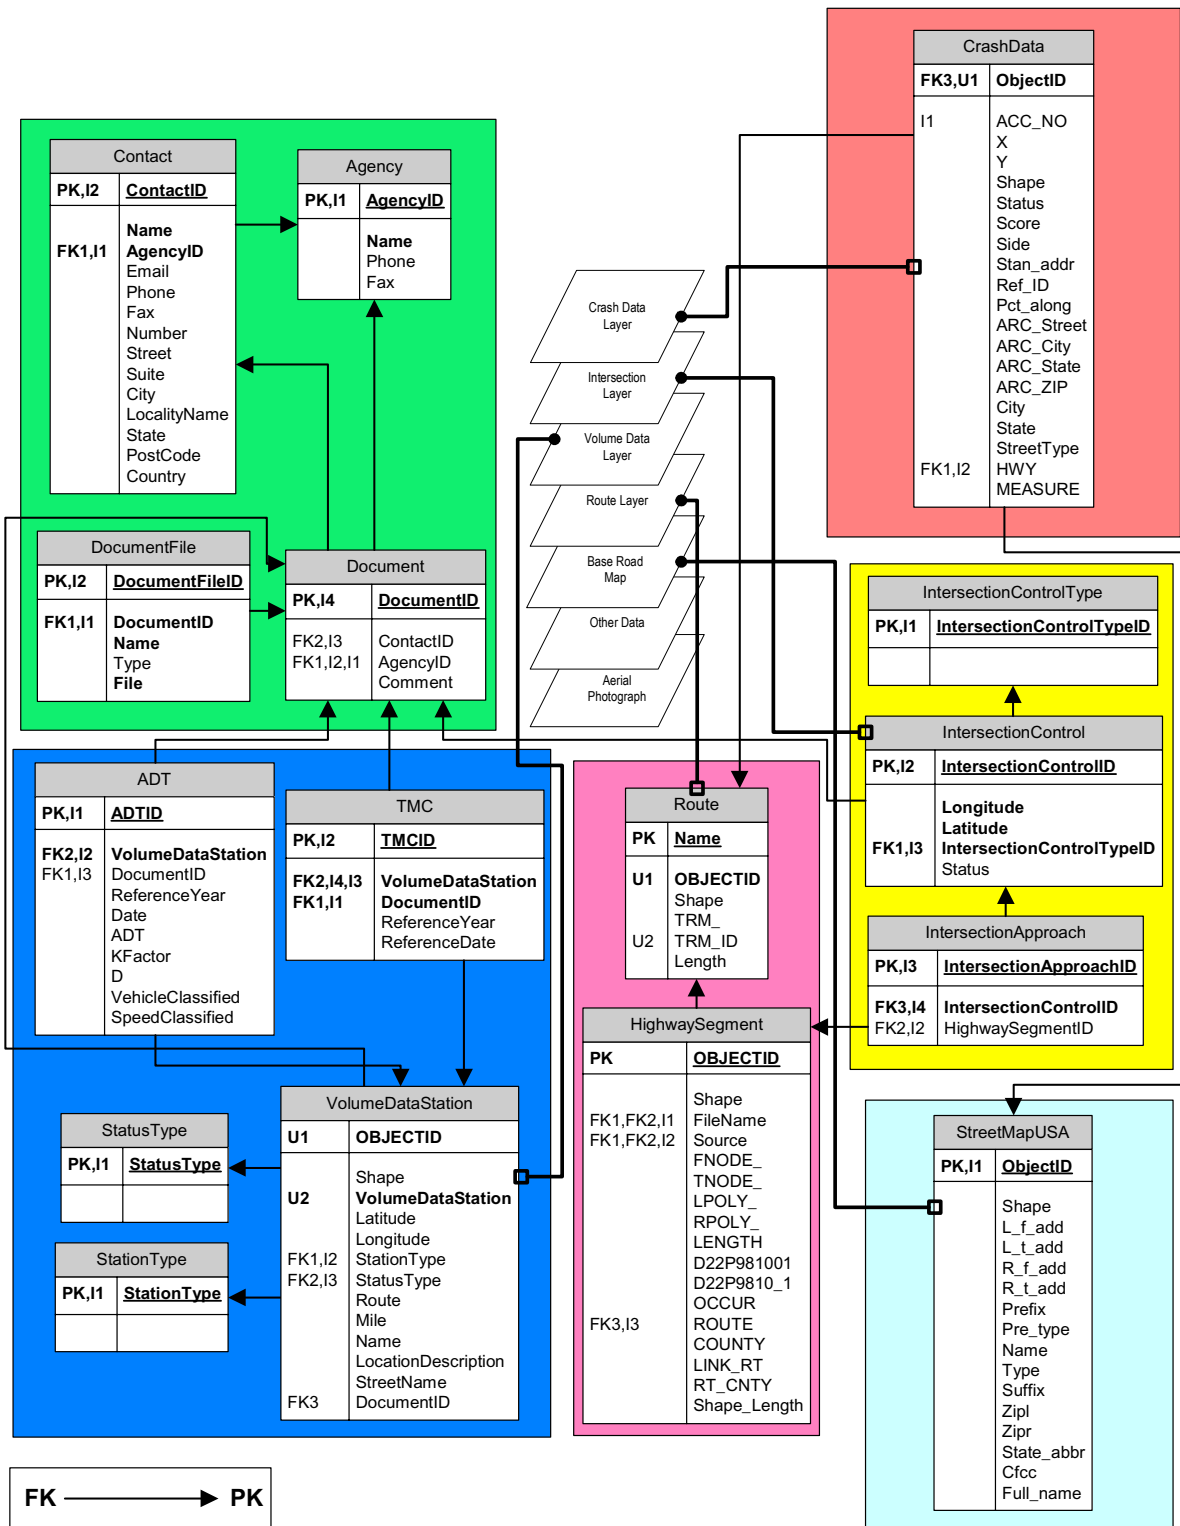 CrashData
FK3,U1 ObjectID
I1 ACC_NO
X
Y
Shape
Status
Score
Side
Stan_addr
Ref_ID
Pct_along
ARC_Street
ARC_City
ARC_State
ARC_ZIP
City
State
StreetType
FK1,I2 HWY
MEASURE
Contact
PK,I2 ContactID
Name
FK1,I1 AgencyID
Email
Phone
Fax
Number
Street
Suite
City
LocalityName
State
PostCode
Country
Agency
PK,I1 AgencyID
Name
Phone
Fax
DocumentFile
PK,I2 DocumentFileID
FK1,I1 DocumentID
Name
Type
File
Document
PK,I4 DocumentID
FK2,I3 ContactID
FK1,I2,I1 AgencyID
Comment
Crash Data
Layer
Intersection
Layer
Volume Data
Layer
Route Layer
Base Road
Map
Other Data
Aerial
Photograph
IntersectionControlType
PK,I1 IntersectionControlTypeID
IntersectionControl
PK,I2 IntersectionControlID
Longitude
Latitude
FK1,I3 IntersectionControlTypeID
Status
IntersectionApproach
PK,I3 IntersectionApproachID
FK3,I4 IntersectionControlID
FK2,I2 HighwaySegmentID
ADT
PK,I1 ADTID
FK2,I2 VolumeDataStation
FK1,I3 DocumentID
ReferenceYear
Date
ADT
KFactor
D
VehicleClassified
SpeedClassified
TMC
PK,I2 TMCID
FK2,I4,I3 VolumeDataStation
FK1,I1 DocumentID
ReferenceYear
ReferenceDate
Route
PK Name
U1 OBJECTID
Shape
TRM_
U2 TRM_ID
Length
HighwaySegment
PK OBJECTID
Shape
FK1,FK2,I1 FileName
FK1,FK2,I2 Source
FNODE_
TNODE_
LPOLY_
RPOLY_
LENGTH
D22P981001
D22P9810_1
OCCUR
FK3,I3 ROUTE
COUNTY
LINK_RT
RT_CNTY
Shape_Length
VolumeDataStation
U1 OBJECTID
Shape
U2 VolumeDataStation
Latitude
Longitude
FK1,I2 StationType
FK2,I3 StatusType
Route
Mile
Name
LocationDescription
StreetName
FK3 DocumentID
StatusType
PK,I1 StatusType
StationType
PK,I1 StationType
StreetMapUSA
PK,I1 ObjectID
Shape
L_f_add
L_t_add
R_f_add
R_t_add
Prefix
Pre_type
Name
Type
Suffix
Zipl
Zipr
State_abbr
Cfcc
Full_name
FK PK